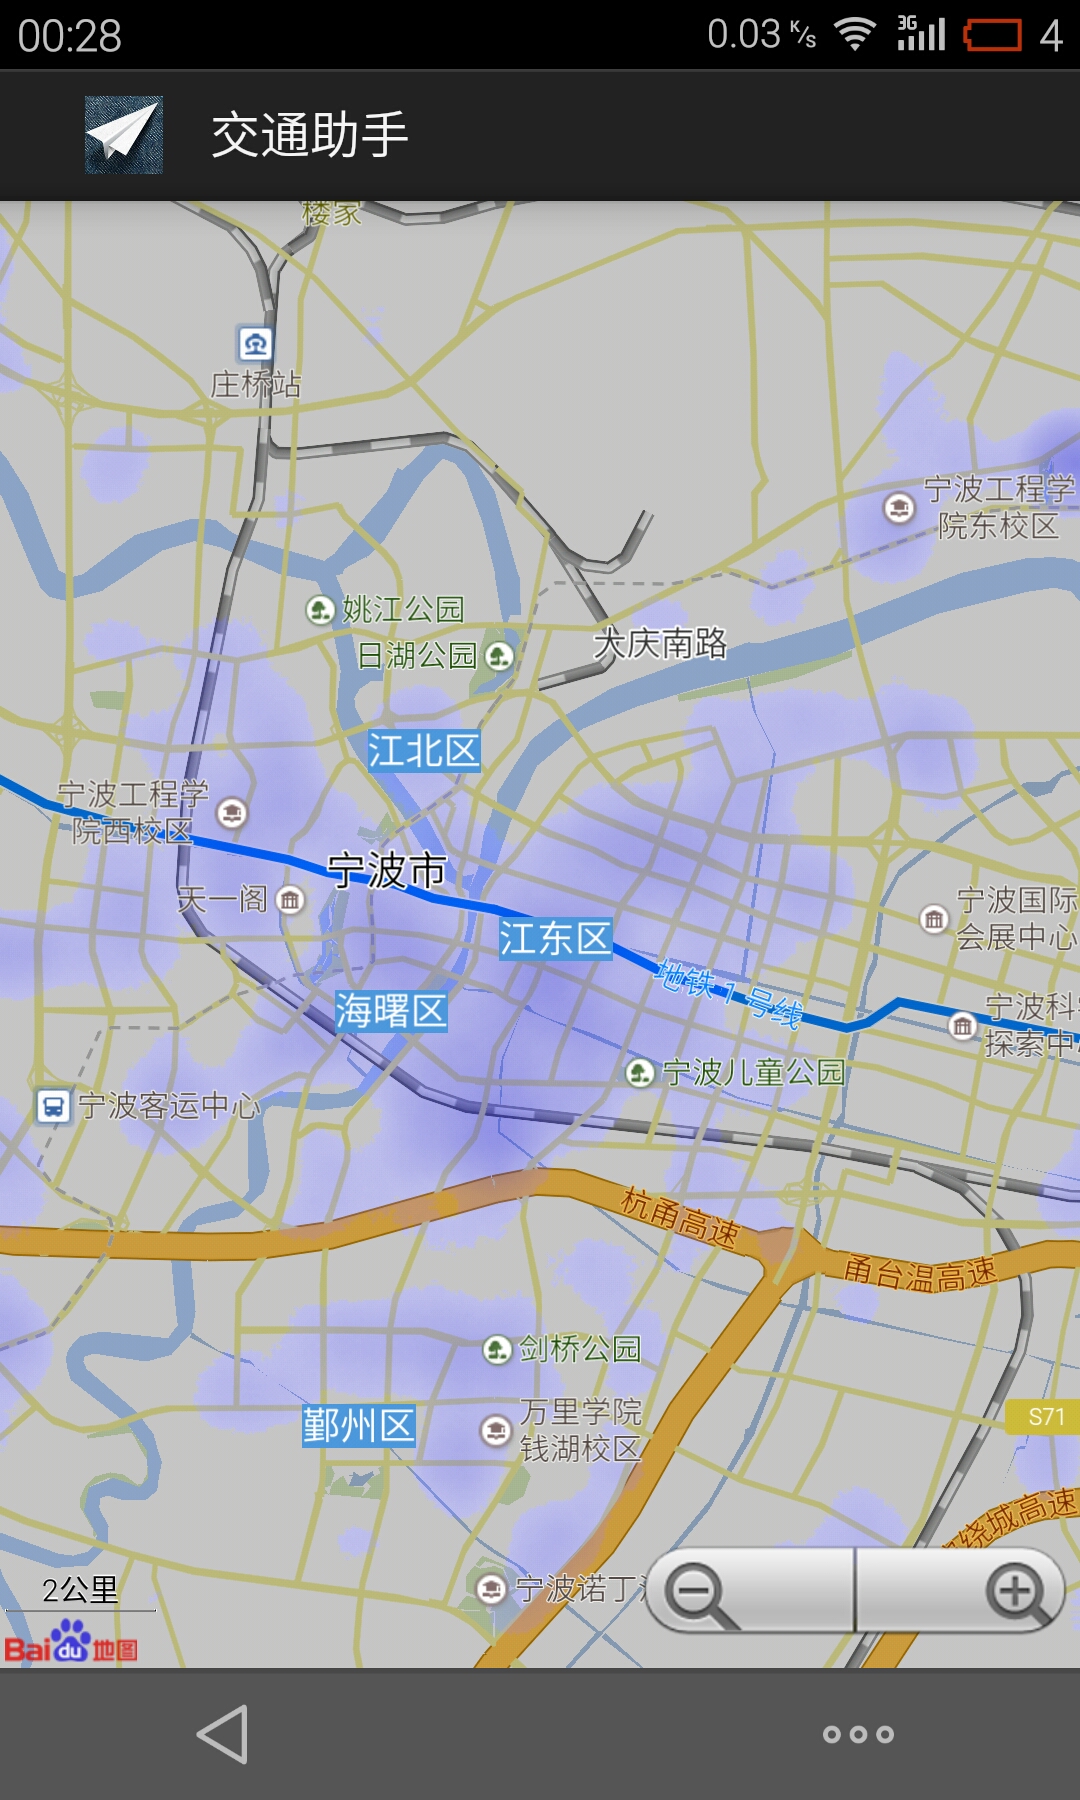 00:28
0.03 K/s
3G
4
交通助手
楼家
庄桥站
宁波工程学
院东校区
姚江公园
日湖公园
大庆南路
江北区
宁波工程学
院西校区
宁波市
天一阁
宁波国际
会展中心
江东区
地铁1号线
海曙区
宁波科学
探索中心
宁波儿童公园
宁波客运中心
杭甬高速
甬台温高速
剑桥公园
万里学院
钱湖校区
鄞州区
S71
绕城高速
宁波诺丁
2公里
Bai du 地图